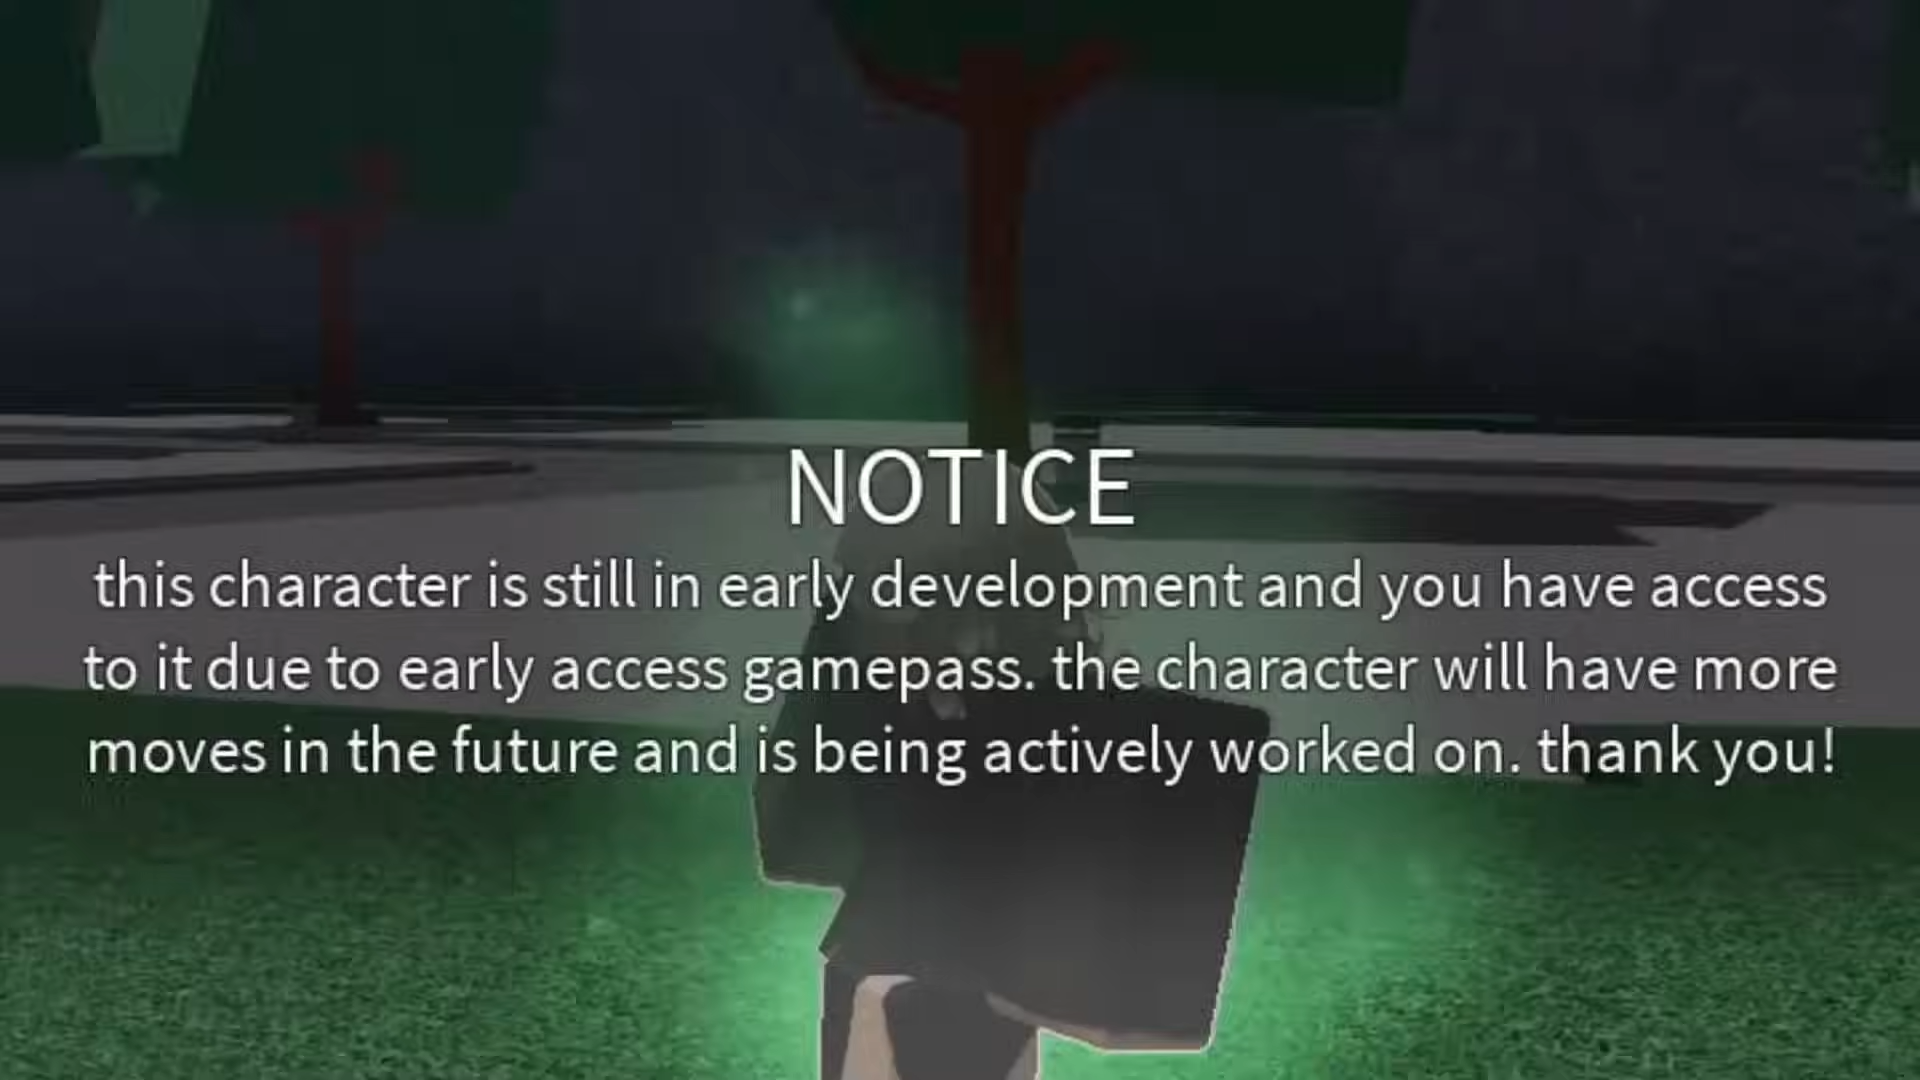 NOTICE
this character is still in early development and you have access
to it due to early access gamepass. the character will have more
moves in the future and is being actively worked on. thank you!